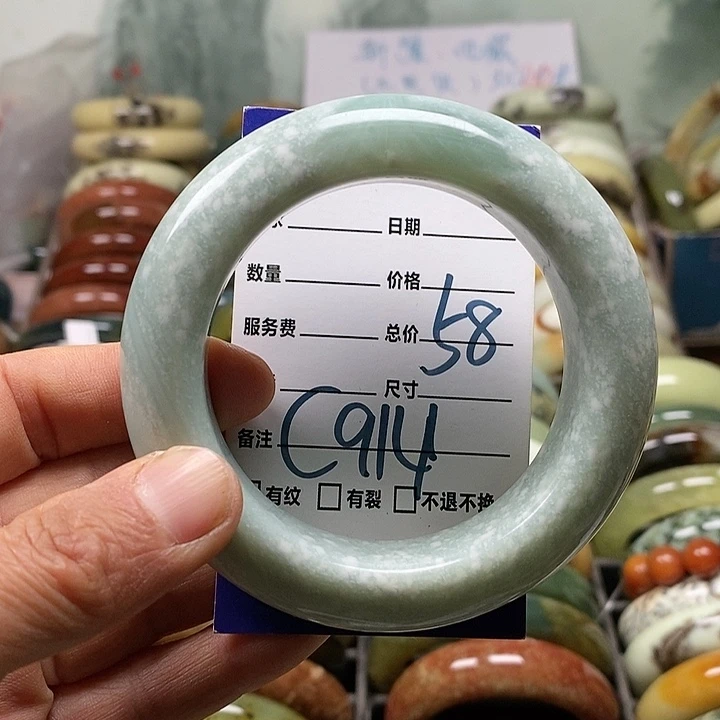 日期
数量 价格
58
服务费 总价
尺寸
C914
备注
有纹 有裂 不退不换